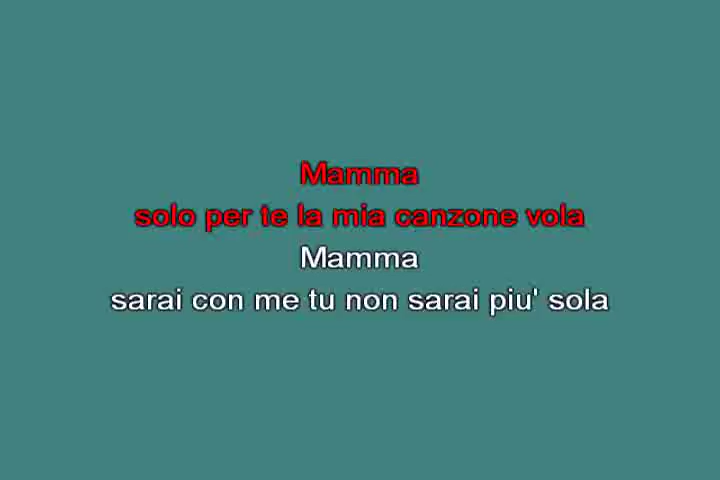 Mamma
solo per te la mia canzone vola
Mamma
sarai con me tu non sarai piu' sola